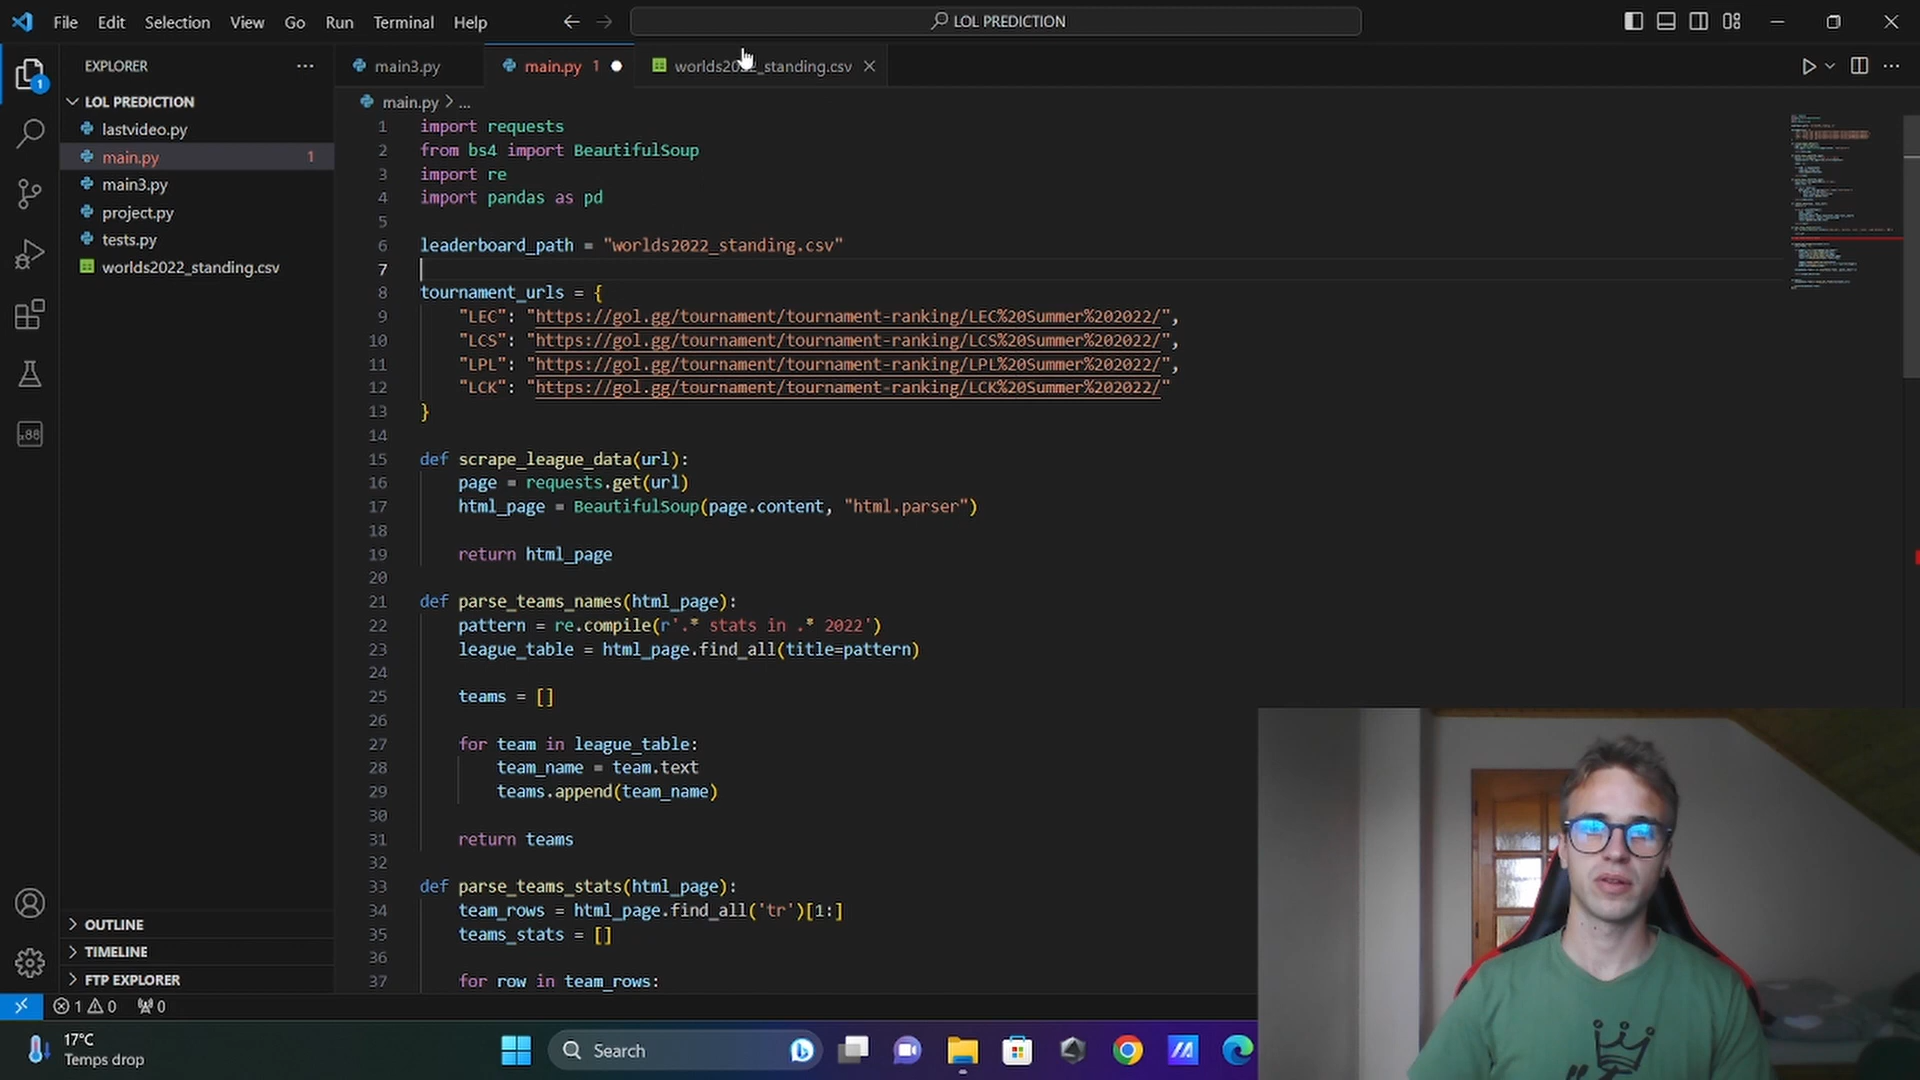 File Edit Selection View Go Run Terminal Help
LOL PREDICTION
EXPLORER
main3.py
main.py 1
worlds2022_standing.csv
LOL PREDICTION
lastvideo.py
main.py 1
main3.py
project.py
tests.py
worlds2022_standing.csv
OUTLINE
TIMELINE
FTP EXPLORER
main.py > ...
1 import requests
2 from bs4 import BeautifulSoup
3 import re
4 import pandas as pd
5
6 leaderboard_path = "worlds2022_standing.csv"
7
8 tournament_urls = {
9 "LEC": "https://gol.gg/tournament/tournament-ranking/LEC%20Summer%202022/",
10 "LCS": "https://gol.gg/tournament/tournament-ranking/LCS%20Summer%202022/",
11 "LPL": "https://gol.gg/tournament/tournament-ranking/LPL%20Summer%202022/",
12 "LCK": "https://gol.gg/tournament/tournament-ranking/LCK%20Summer%202022/"
13 }
14
15 def scrape_league_data(url):
16 page = requests.get(url)
17 html_page = BeautifulSoup(page.content, "html.parser")
18
19 return html_page
20
21 def parse_teams_names(html_page):
22 pattern = re.compile(r'.* stats in .* 2022')
23 league_table = html_page.find_all(title=pattern)
24
25 teams = []
26
27 for team in league_table:
28 team_name = team.text
29 teams.append(team_name)
30
31 return teams
32
33 def parse_teams_stats(html_page):
34 team_rows = html_page.find_all('tr')[1:]
35 teams_stats = []
36
37 for row in team_rows:
1 0 0
17°C
Temps drop
Search